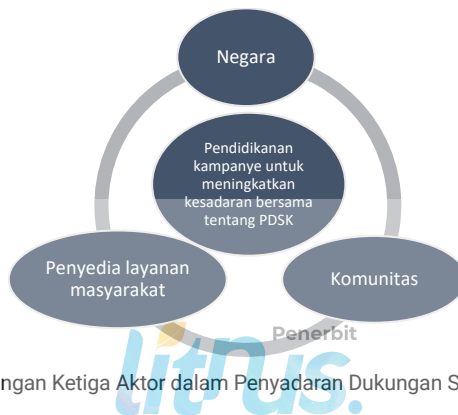 Negara
Pendidikanan
kampanye untuk
meningkatkan
kesadaran bersama
tentang PDSK
Penyedia layanan
masyarakat
Komunitas
Penerbit
litnus.
ngan Ketiga Aktor dalam Penyadaran Dukungan S